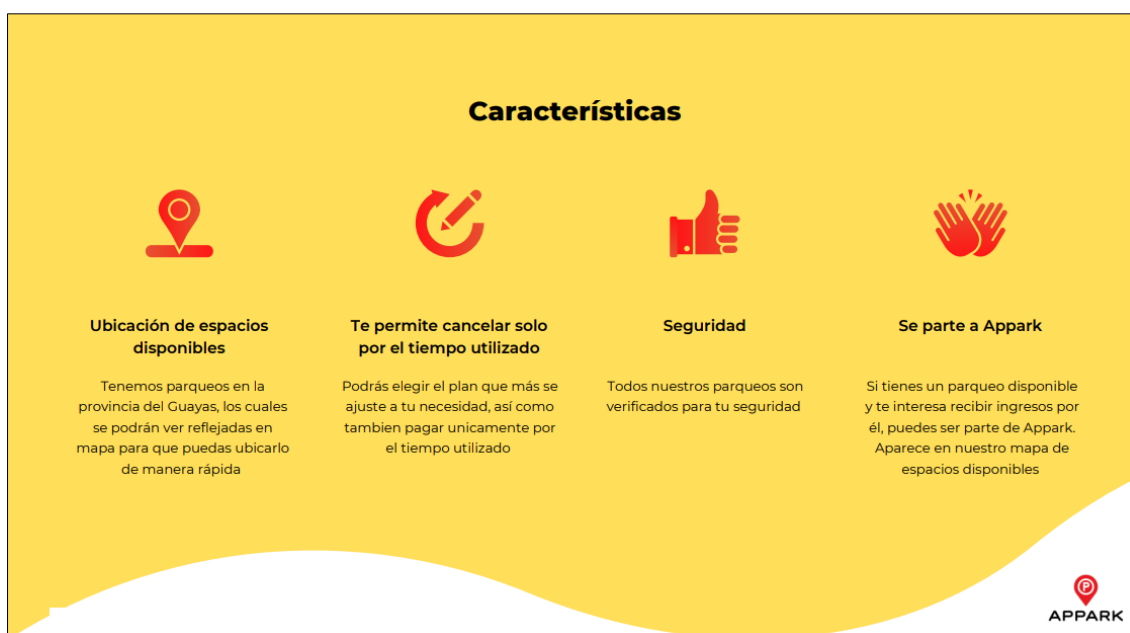 Características
Ubicación de espacios
disponibles
Tenemos parqueos en la
provincia del Guayas, los cuales
se podrán ver reflejadas en
mapa para que puedas ubicarlo
de manera rápida
Te permite cancelar solo
por el tiempo utilizado
Podrás elegir el plan que más se
ajuste a tu necesidad, así como
tambien pagar unicamente por
el tiempo utilizado
Seguridad
Todos nuestros parqueos son
verificados para tu seguridad
Se parte a Appark
Si tienes un parqueo disponible
y te interesa recibir ingresos por
él, puedes ser parte de Appark.
Aparece en nuestro mapa de
espacios disponibles
P
APPARK